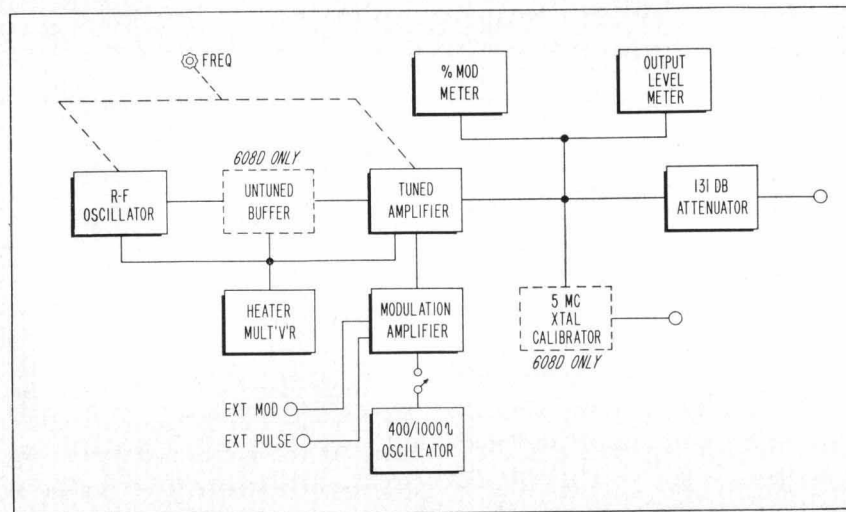 FREQ
% MOD
METER
OUTPUT
LEVEL
METER
608D ONLY
R-F
OSCILLATOR
UNTUNED
BUFFER
TUNED
AMPLIFIER
131 DB
ATTENUATOR
HEATER
MULT'V'R
MODULATION
AMPLIFIER
5 MC
XTAL
CALIBRATOR
608D ONLY
EXT MOD
EXT PULSE
400/1000∿
OSCILLATOR